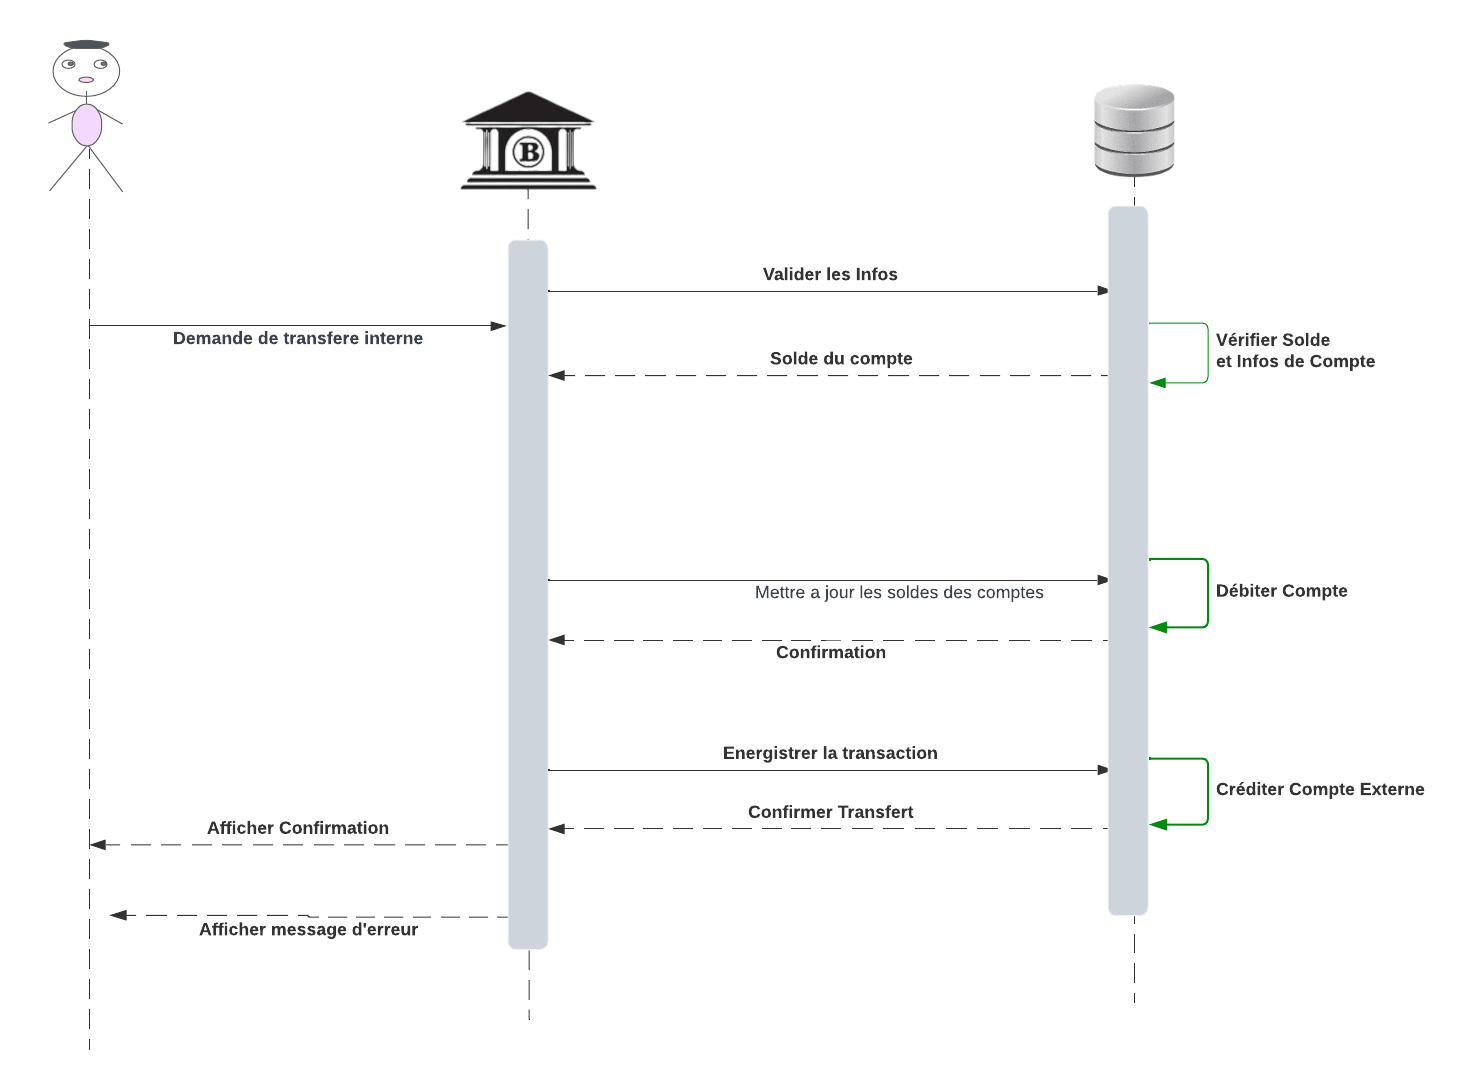 B
Valider les Infos
Demande de transfere interne
Vérifier Solde
et Infos de Compte
Solde du compte
Débiter Compte
Mettre a jour les soldes des comptes
Confirmation
Energistrer la transaction
Créditer Compte Externe
Confirmer Transfert
Afficher Confirmation
Afficher message d'erreur